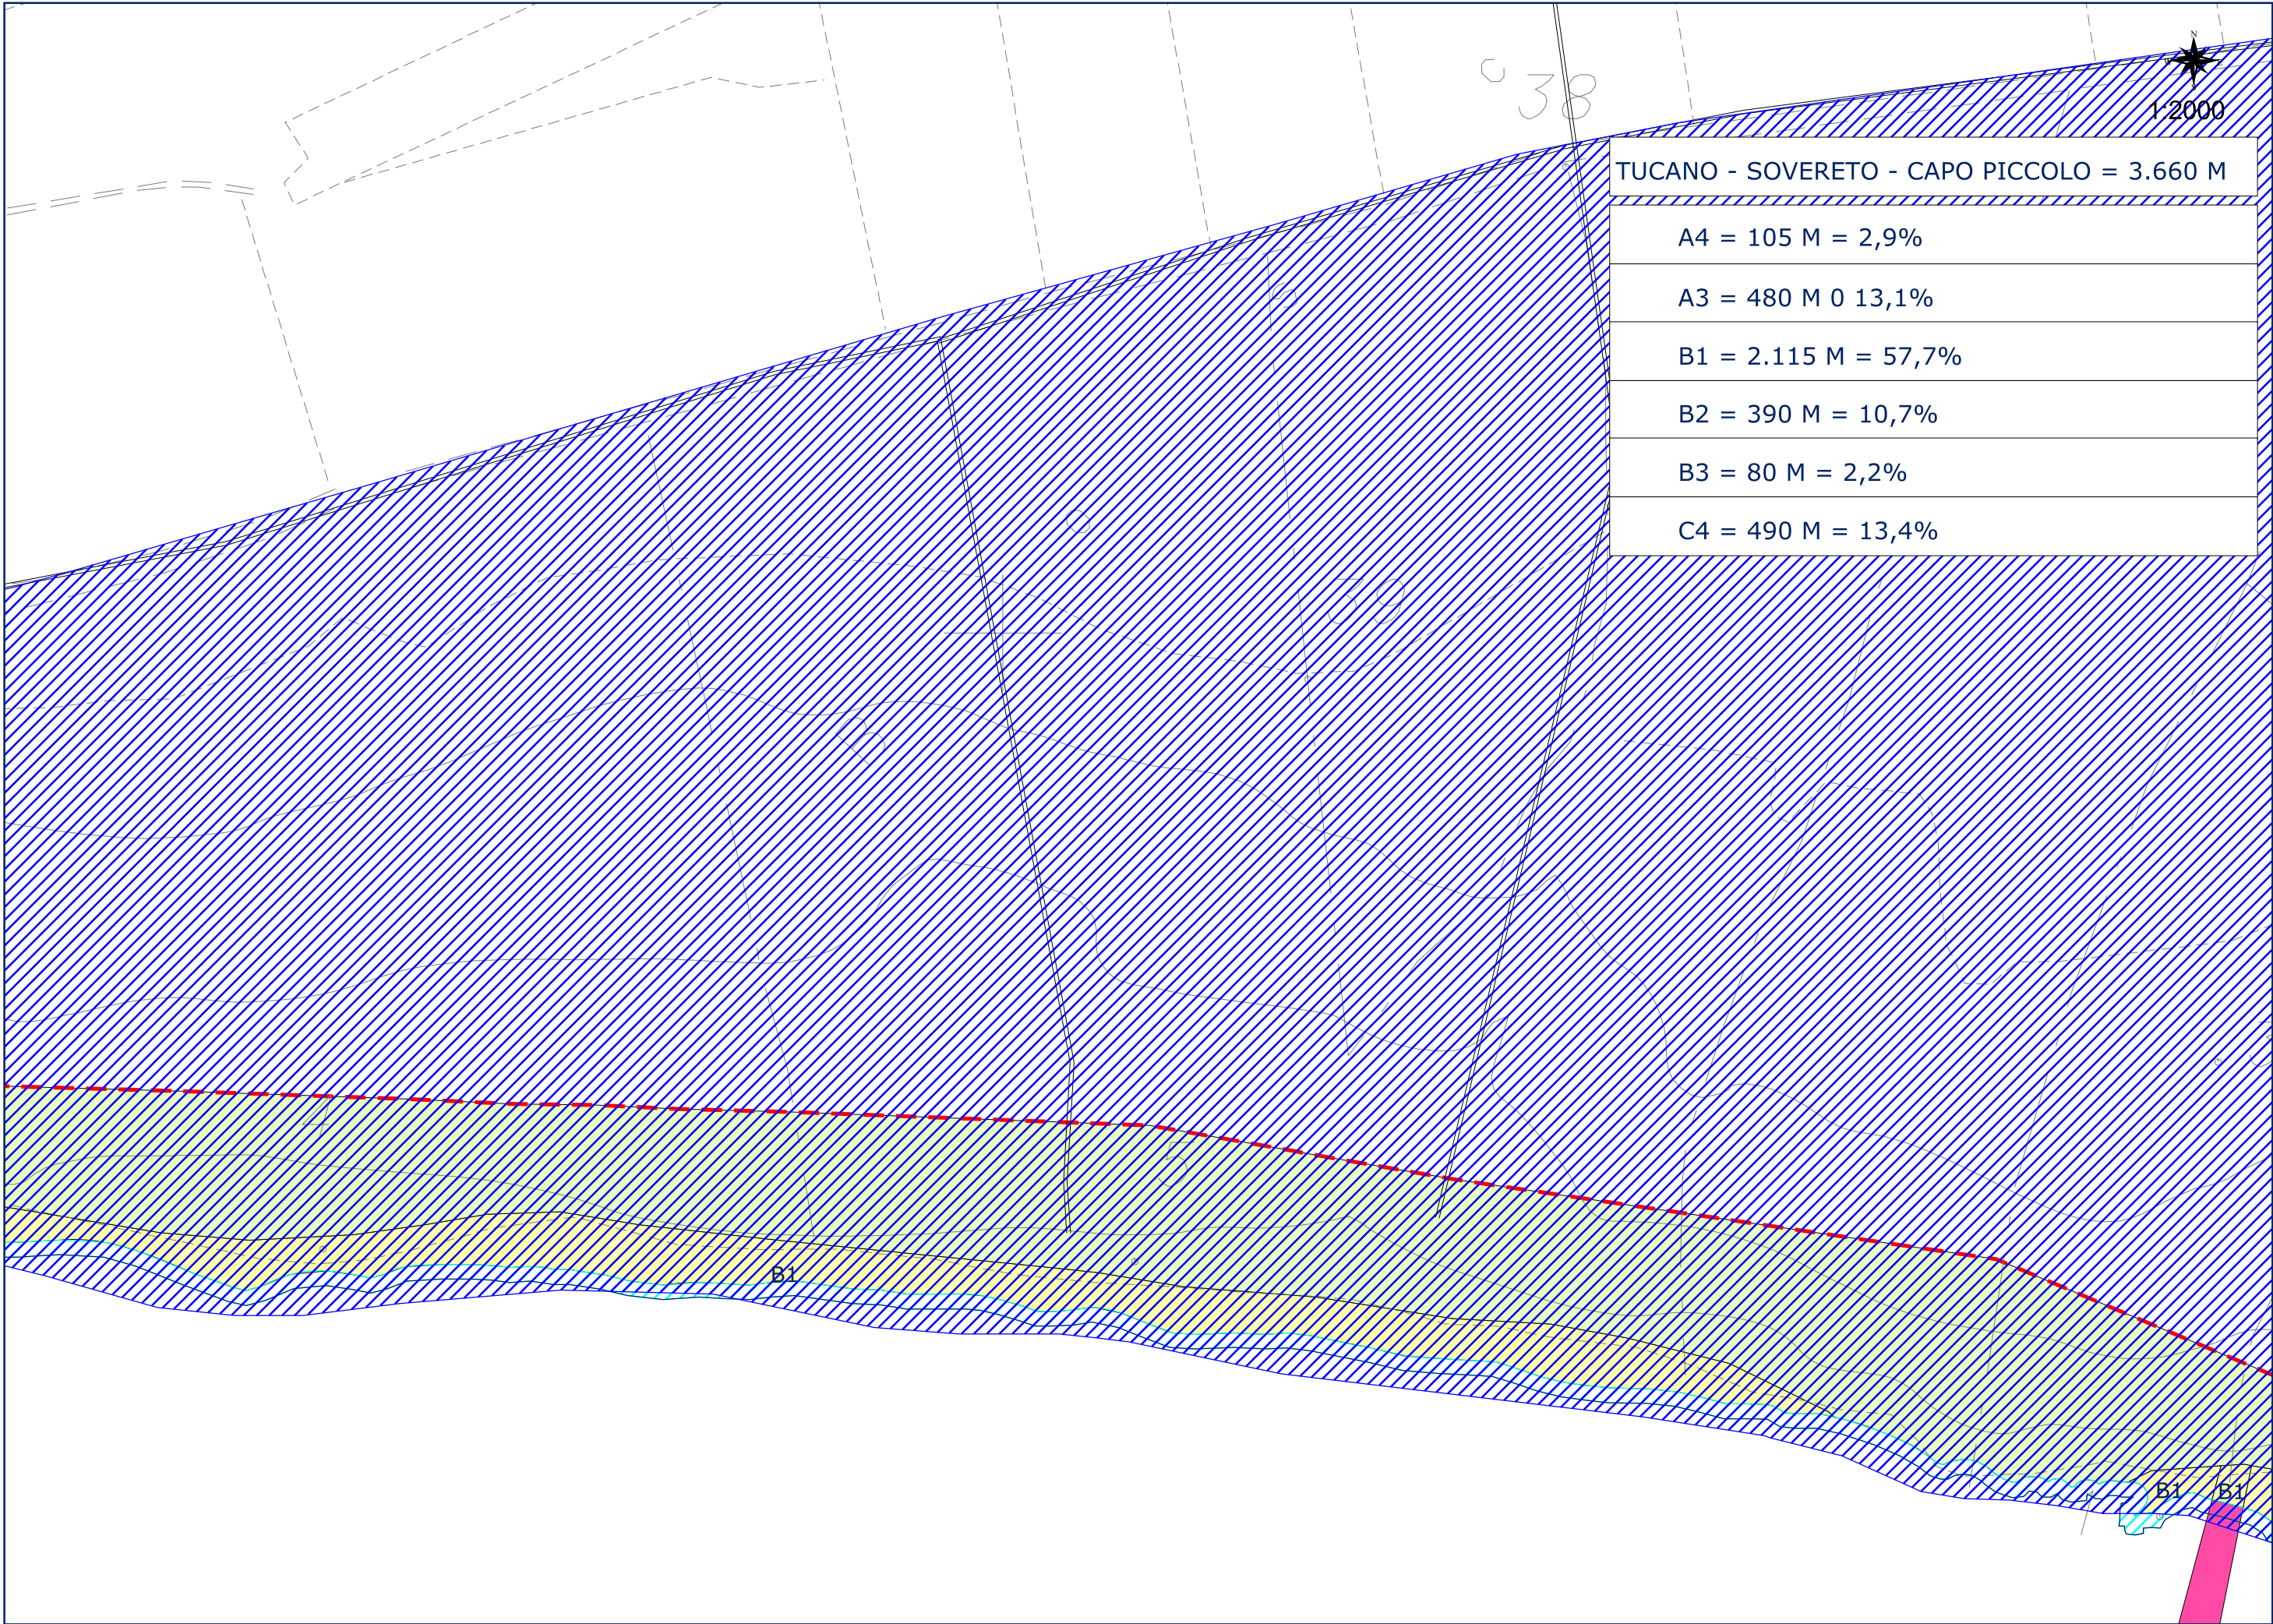 38
N
W
1:2000
TUCANO - SOVERETO - CAPO PICCOLO = 3.660 M
A4 = 105 M = 2,9%
A3 = 480 M 0 13,1%
B1 = 2.115 M = 57,7%
B2 = 390 M = 10,7%
B3 = 80 M = 2,2%
C4 = 490 M = 13,4%
39
B1
B1
B1